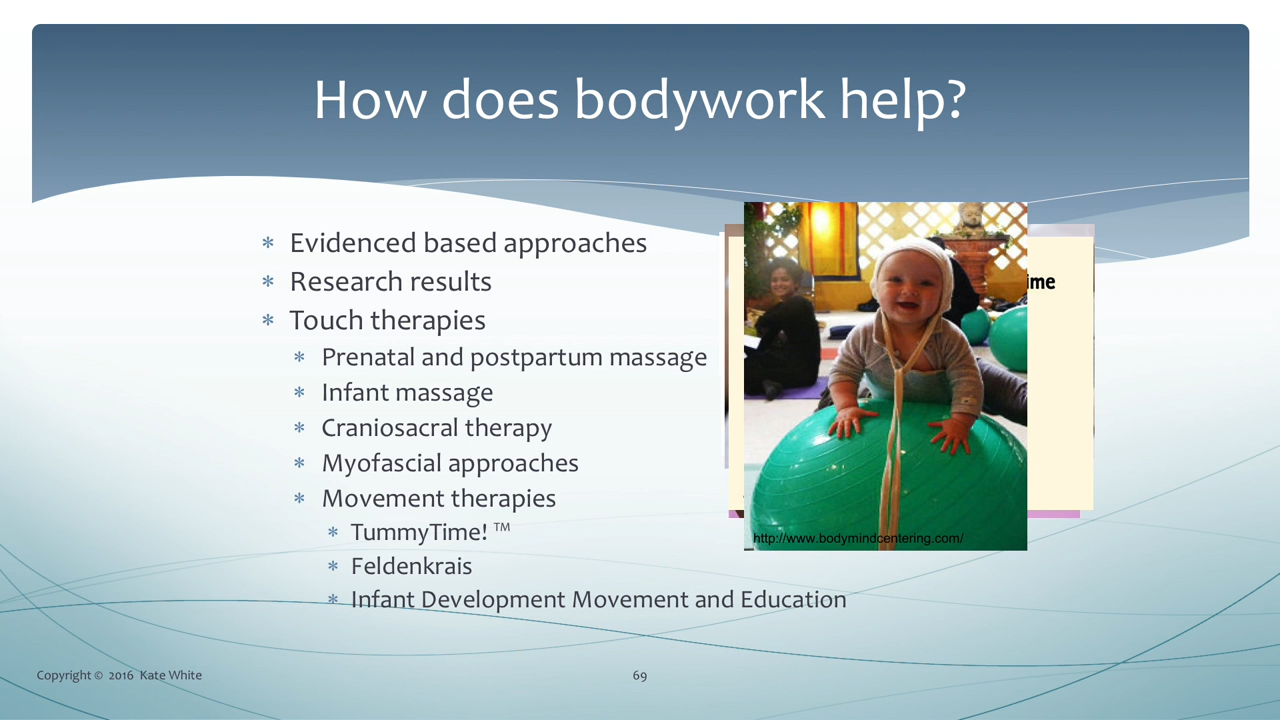 How does bodywork help?
* Evidenced based approaches
* Research results
* Touch therapies
* Prenatal and postpartum massage
* Infant massage
* Craniosacral therapy
* Myofascial approaches
* Movement therapies
* TummyTime! ™
* Feldenkrais
* Infant Development Movement and Education
ime
http://www.bodymindcentering.com/
Copyright © 2016 Kate White
69